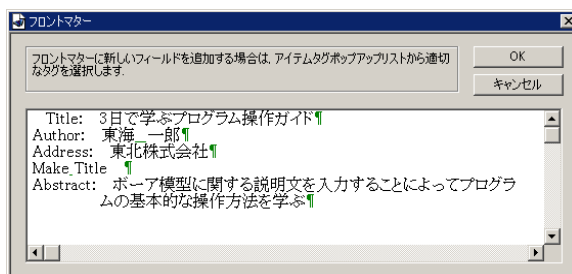 フロントマター
フロントマターに新しいフィールドを追加する場合は, アイテムタグポップアップリストから適切
なタグを選択します.
OK
キャンセル
Title: 3日で学ぶプログラム操作ガイド¶
Author: 東海_一郎¶
Address: 東北株式会社¶
Make_Title ¶
Abstract: ボーア模型に関する説明文を入力することによってプログラ
ムの基本的な操作方法を学ぶ¶